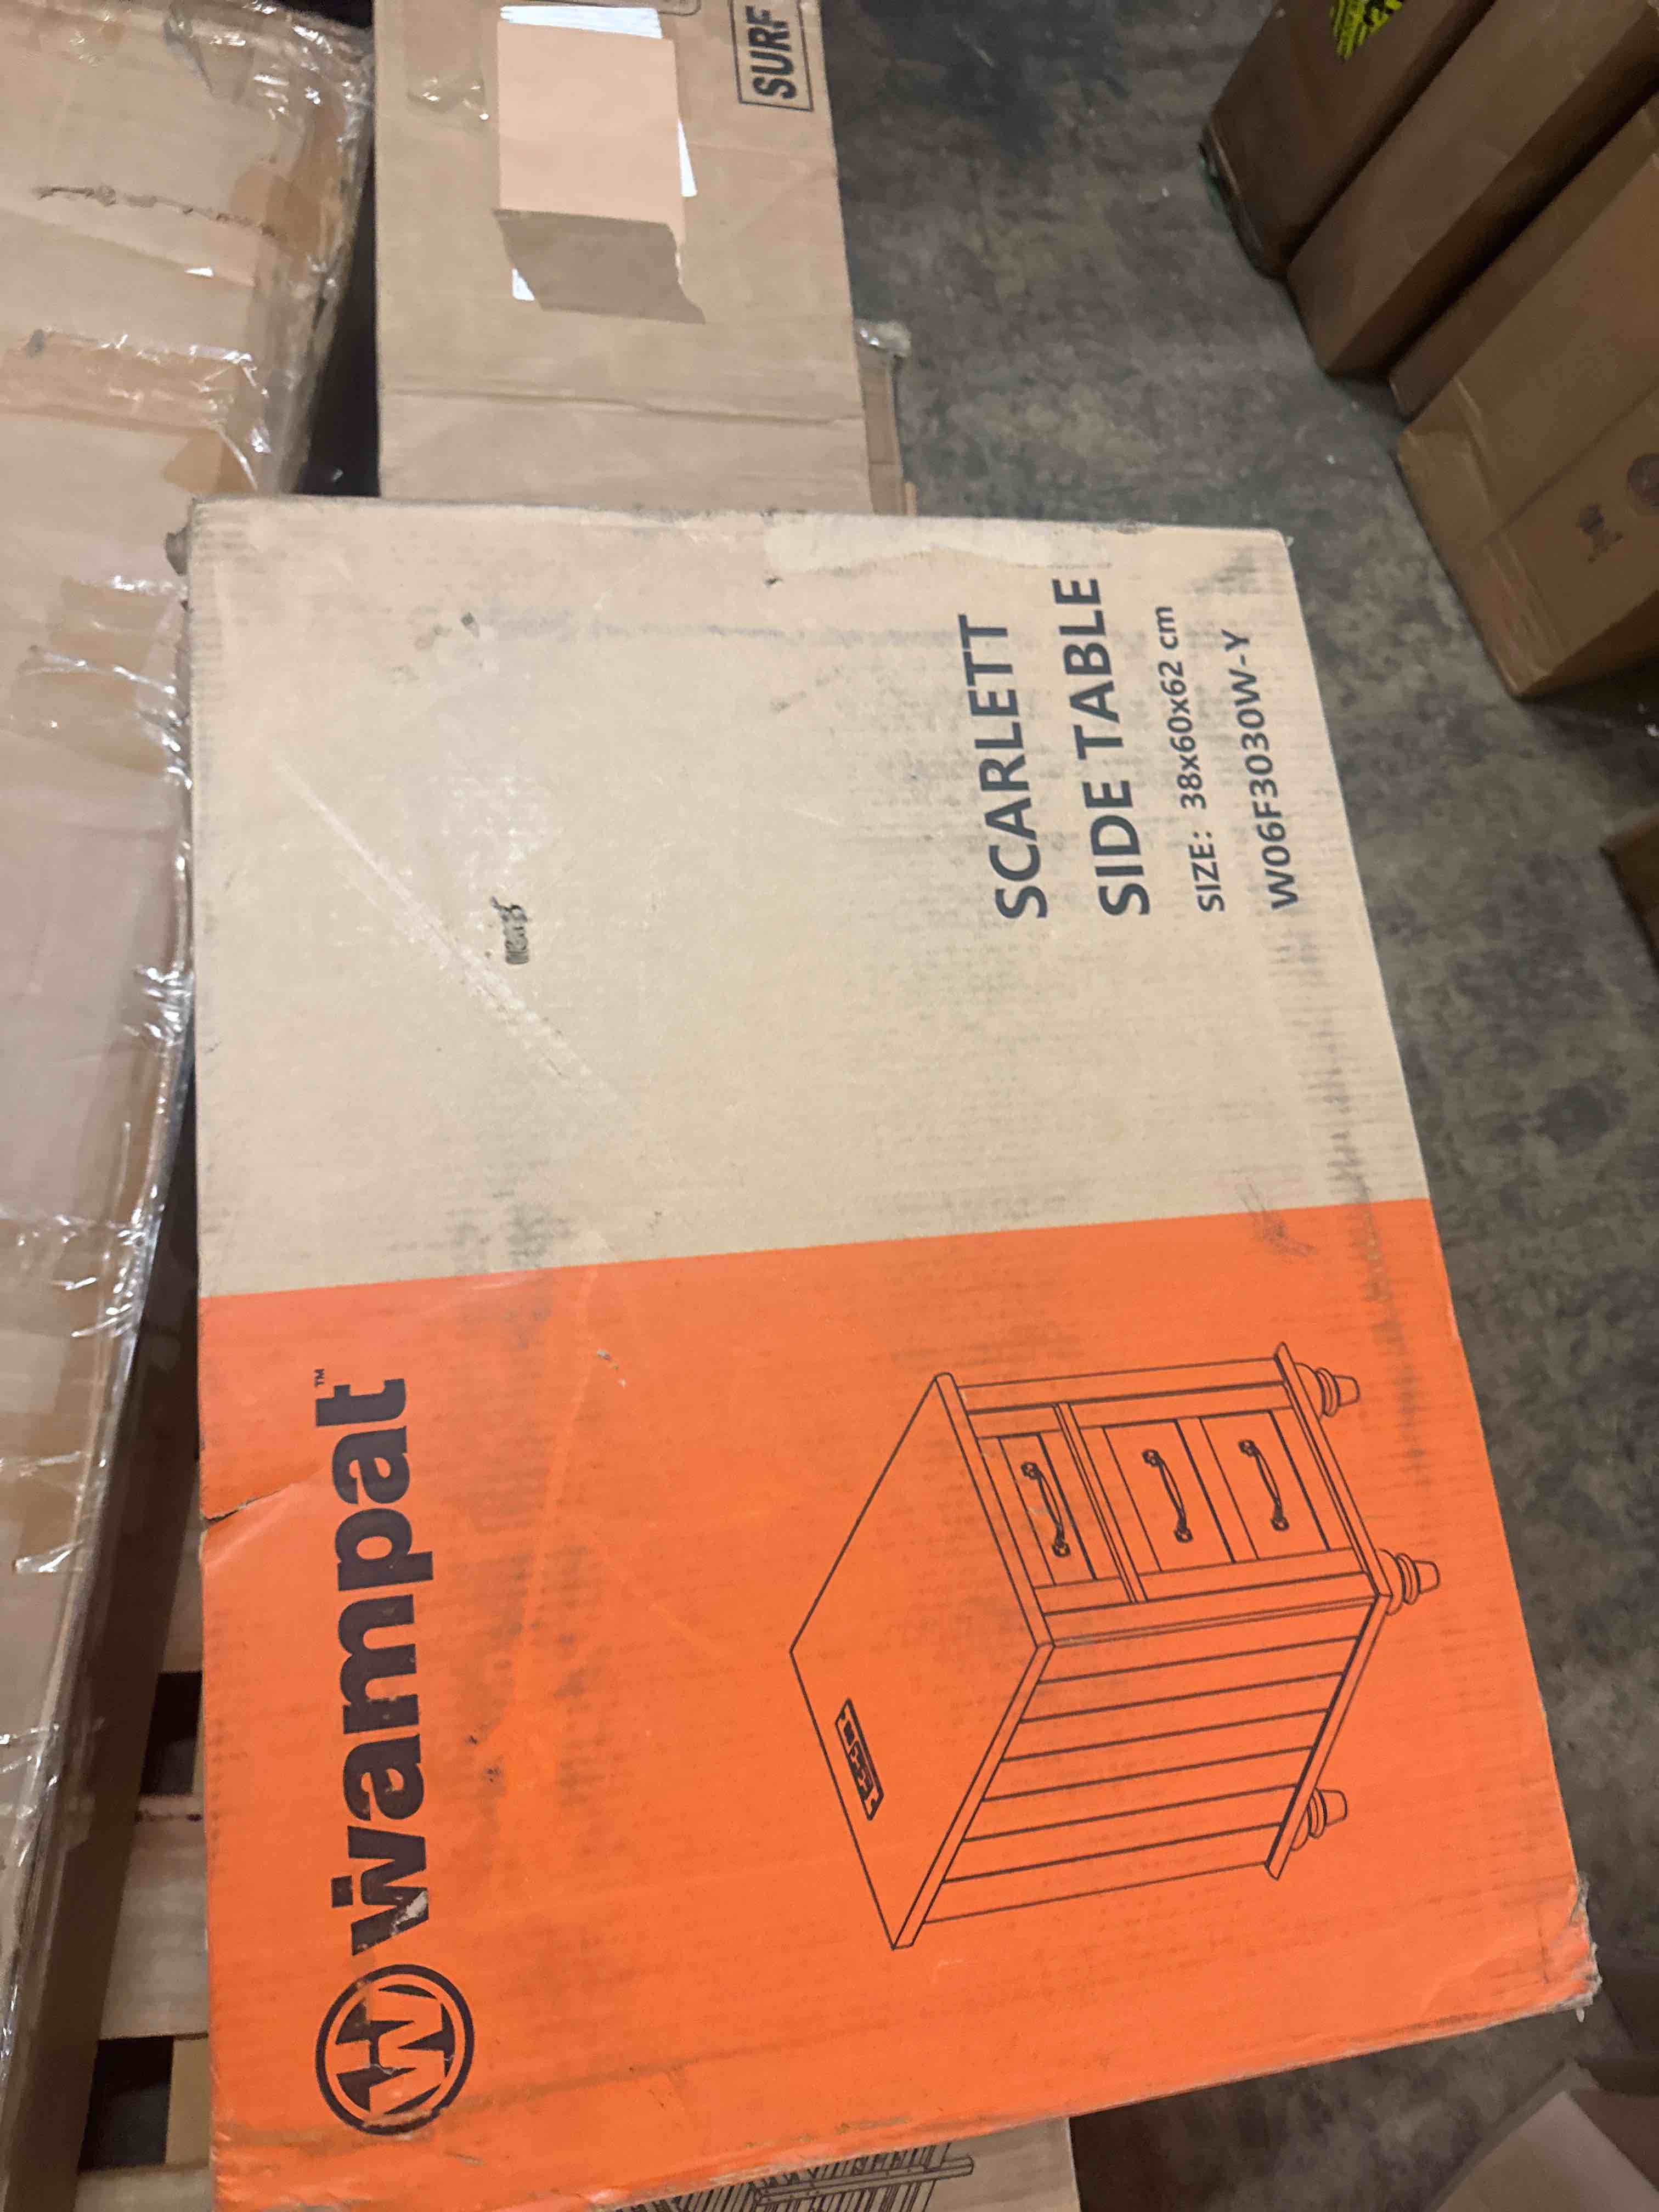 wampat™
SCARLETT
SIDE TABLE
SIZE: 38x60x62 cm
W06F3030W-Y
SURF